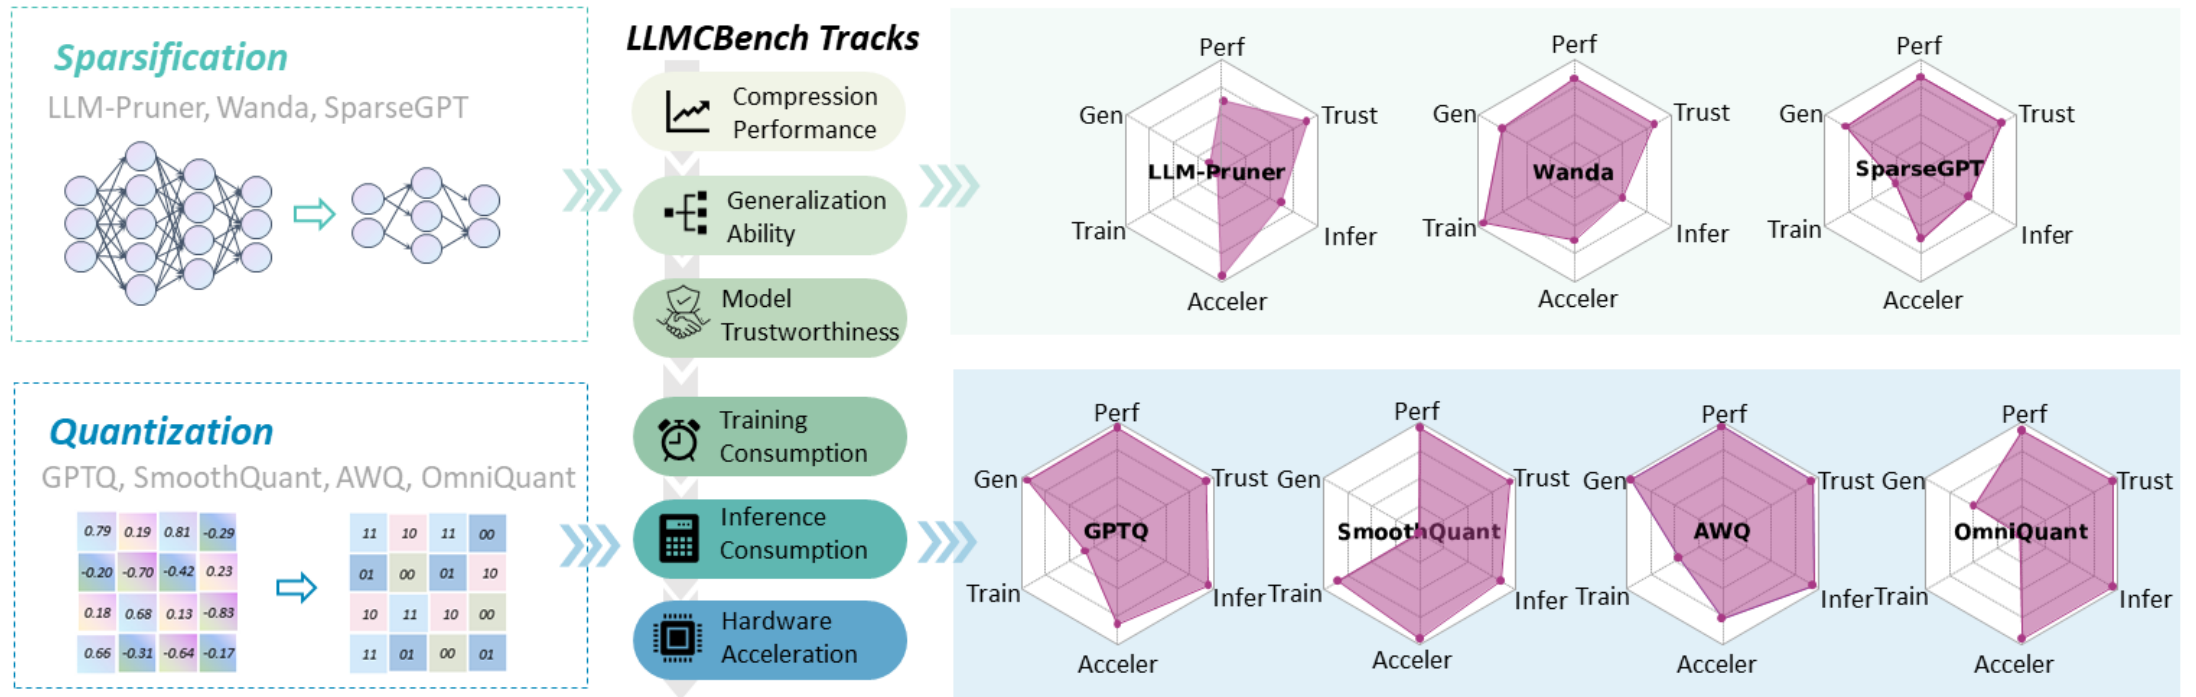 Sparsification
LLM-Pruner, Wanda, SparseGPT
LLMCBench Tracks
Compression
Performance
Generalization
Ability
Model
Trustworthiness
Training
Consumption
Inference
Consumption
Hardware
Acceleration
Perf
Gen
Trust
LLM-Pruner
Train
Infer
Acceler
Perf
Gen
Trust
Wanda
Train
Infer
Acceler
Perf
Gen
Trust
SparseGPT
Train
Infer
Acceler
Quantization
GPTQ, SmoothQuant, AWQ, OmniQuant
0.79 0.19 0.81 -0.29
-0.20 -0.70 -0.42 0.23
0.18 0.68 0.13 -0.83
0.66 -0.31 -0.64 -0.17
11 10 11 00
01 00 01 10
10 11 10 00
11 01 00 01
Perf
Gen
Trust
GPTQ
Train
Infer
Acceler
Perf
Gen
Trust
SmoothQuant
Train
Infer
Acceler
Perf
Gen
Trust
AWQ
Train
Infer
Acceler
Perf
Gen
Trust
OmniQuant
Train
Infer
Acceler